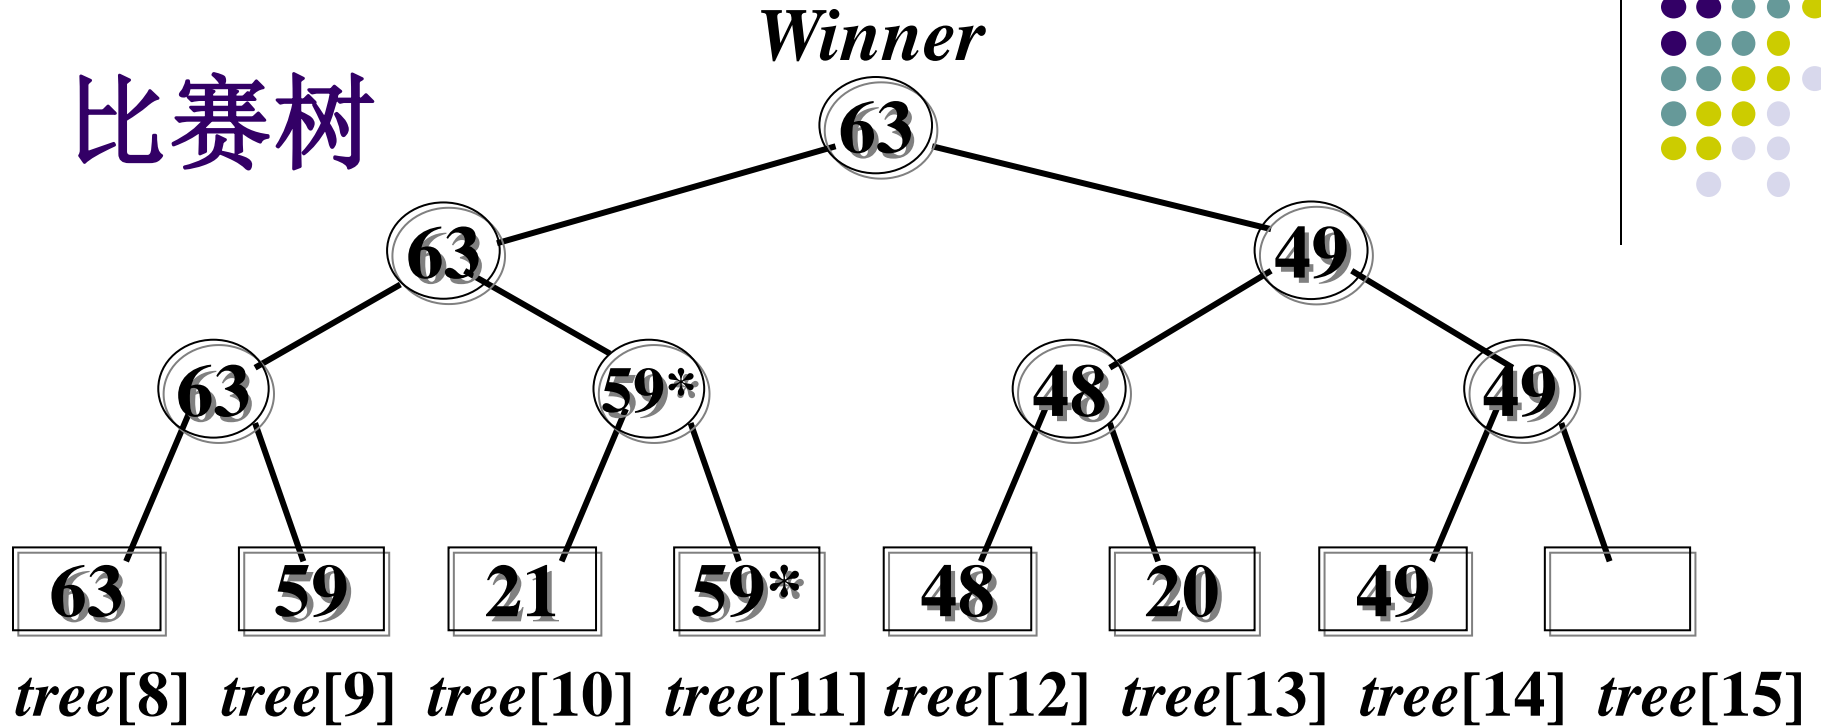 Winner
比赛树
63
63 49
63 59* 48 49
63 59 21 59* 48 20 49
tree[8] tree[9] tree[10] tree[11] tree[12] tree[13] tree[14] tree[15]